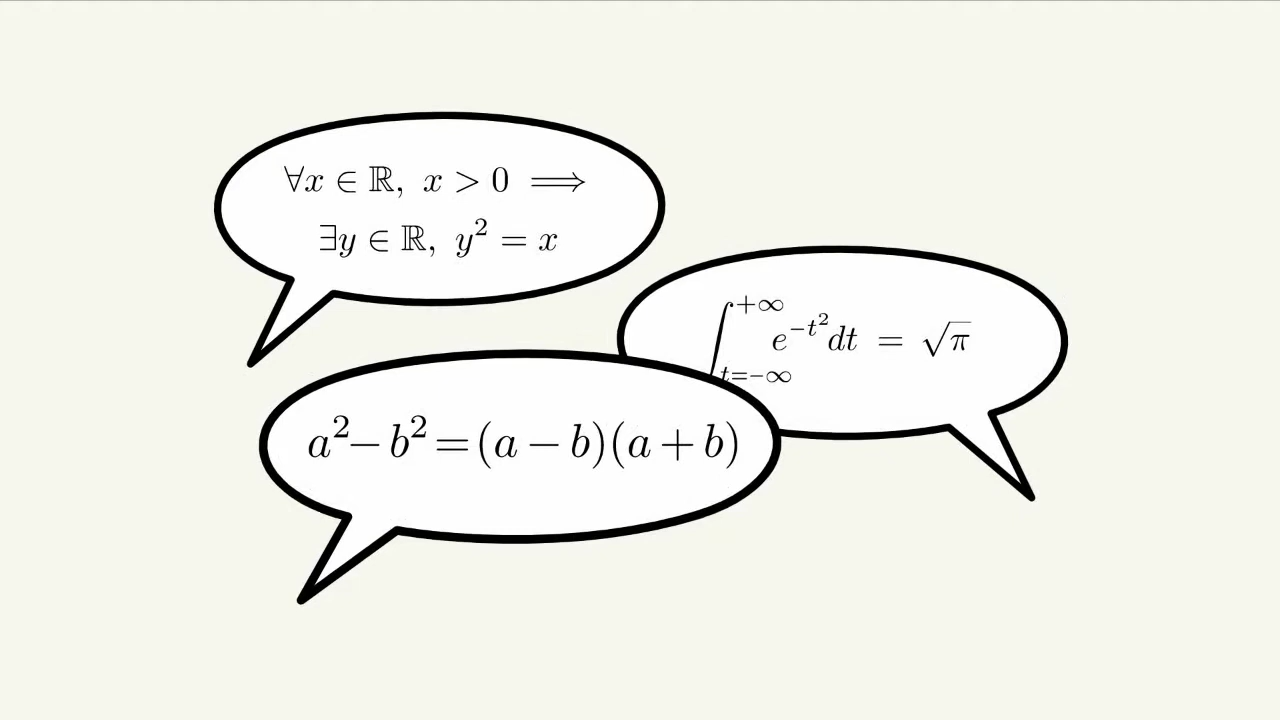 ∀x ∈ ℝ, x > 0 ⟹
∃y ∈ ℝ, y² = x
∫_{t=−∞}^{+∞} e^{−t²} dt = √π
a² − b² = (a − b)(a + b)